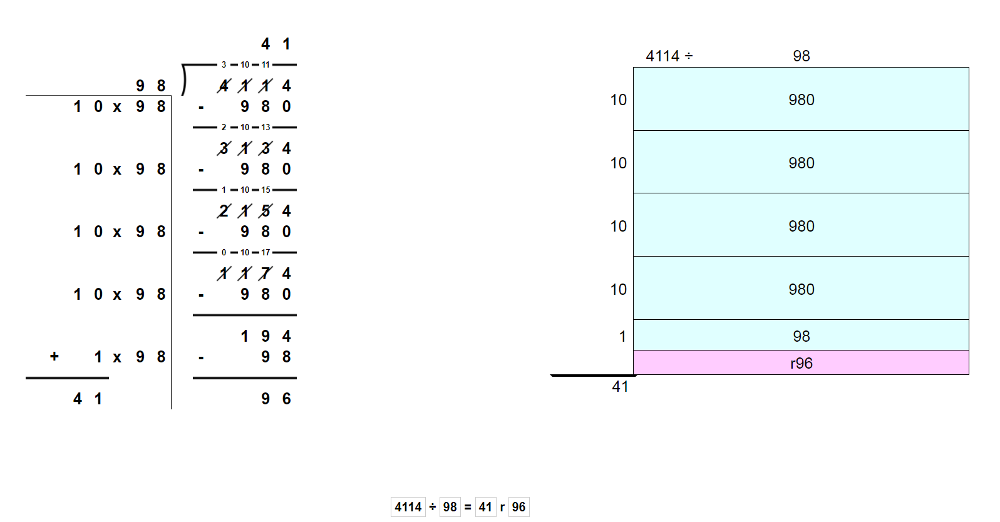 4 1
3 10 11
9 8 ) 4 1 1 4
1 0 x 9 8 - 9 8 0
2 10 13
3 1 3 4
1 0 x 9 8 - 9 8 0
1 10 15
2 1 5 4
1 0 x 9 8 - 9 8 0
0 10 17
1 1 7 4
1 0 x 9 8 - 9 8 0
1 9 4
+ 1 x 9 8 - 9 8
4 1 9 6
4114 ÷ 98
10 980
10 980
10 980
10 980
1 98
r96
41
4114 ÷ 98 = 41 r 96